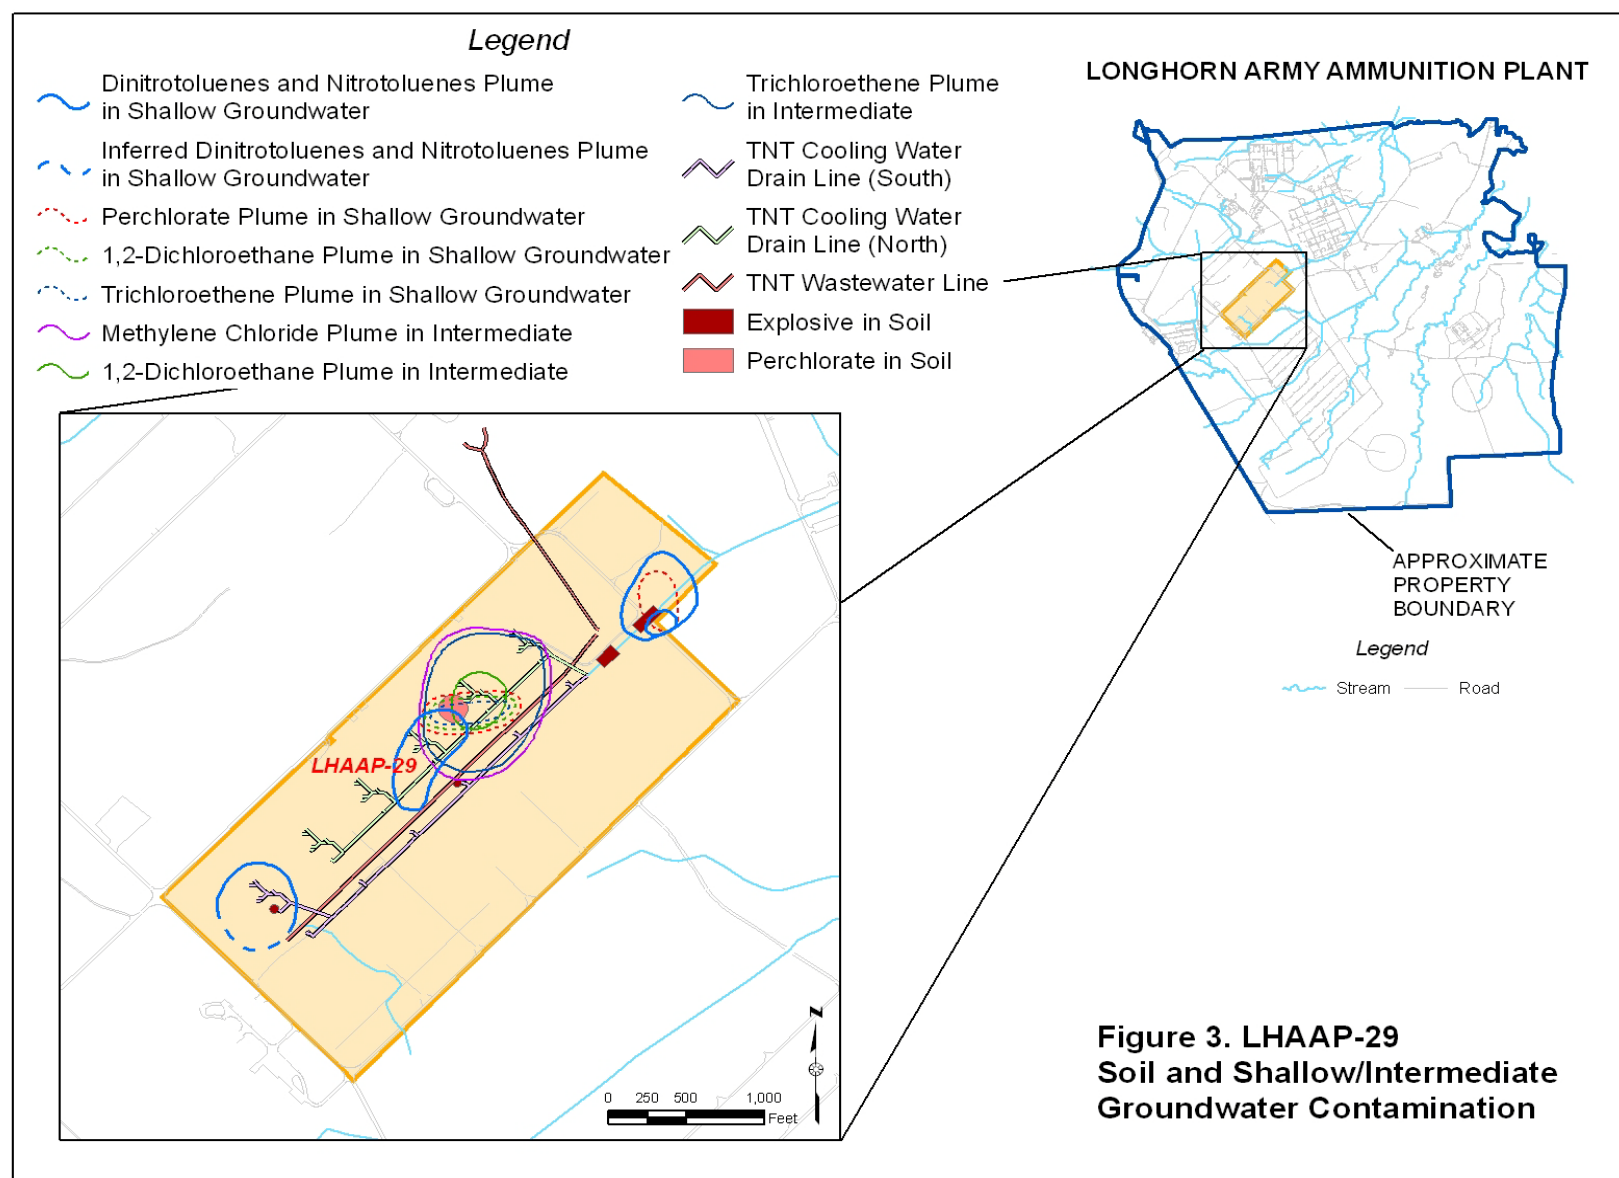 Legend
Dinitrotoluenes and Nitrotoluenes Plume
in Shallow Groundwater
Inferred Dinitrotoluenes and Nitrotoluenes Plume
in Shallow Groundwater
Perchlorate Plume in Shallow Groundwater
1,2-Dichloroethane Plume in Shallow Groundwater
Trichloroethene Plume in Shallow Groundwater
Methylene Chloride Plume in Intermediate
1,2-Dichloroethane Plume in Intermediate
Trichloroethene Plume
in Intermediate
TNT Cooling Water
Drain Line (South)
TNT Cooling Water
Drain Line (North)
TNT Wastewater Line
Explosive in Soil
Perchlorate in Soil
LONGHORN ARMY AMMUNITION PLANT
APPROXIMATE
PROPERTY
BOUNDARY
Legend
Stream
Road
LHAAP-29
N
0 250 500 1,000
Feet
Figure 3. LHAAP-29
Soil and Shallow/Intermediate
Groundwater Contamination